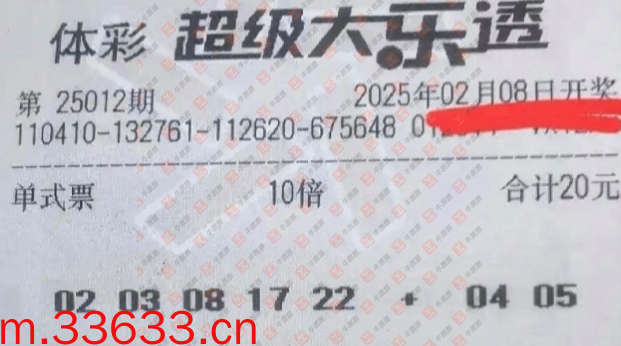 体彩 超级大乐透
第 25012期 2025年02月08日开奖
110410-132761-112620-675648
单式票 10倍 合计20元
02 03 08 17 22 + 04 05
m.33633.cn